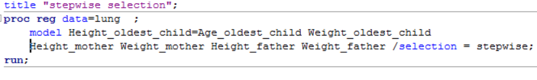 title "stepwise selection";
proc reg data=lung  ;
model Height_oldest_child=Age_oldest_child Weight_oldest_child
Height_mother Weight_mother Height_father Weight_father /selection = stepwise;
run;